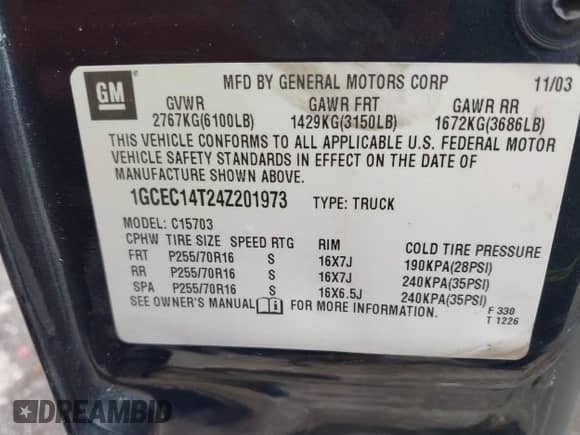 GM
®
MFD BY GENERAL MOTORS CORP 11/03
GVWR GAWR FRT GAWR RR
2767KG(6100LB) 1429KG(3150LB) 1672KG(3686LB)
THIS VEHICLE CONFORMS TO ALL APPLICABLE U.S. FEDERAL MOTOR
VEHICLE SAFETY STANDARDS IN EFFECT ON THE DATE OF
MANUFACTURE SHOWN ABOVE.
1GCEC14T24Z201973 TYPE: TRUCK
MODEL: C15703
CPHW TIRE SIZE SPEED RTG RIM COLD TIRE PRESSURE
FRT P255/70R16 S 16X7J 190KPA(28PSI)
RR P255/70R16 S 16X7J 240KPA(35PSI)
SPA P255/70R16 S 16X6.5J 240KPA(35PSI)
SEE OWNER'S MANUAL i FOR MORE INFORMATION.
F 330
T 1226
DREAMBID